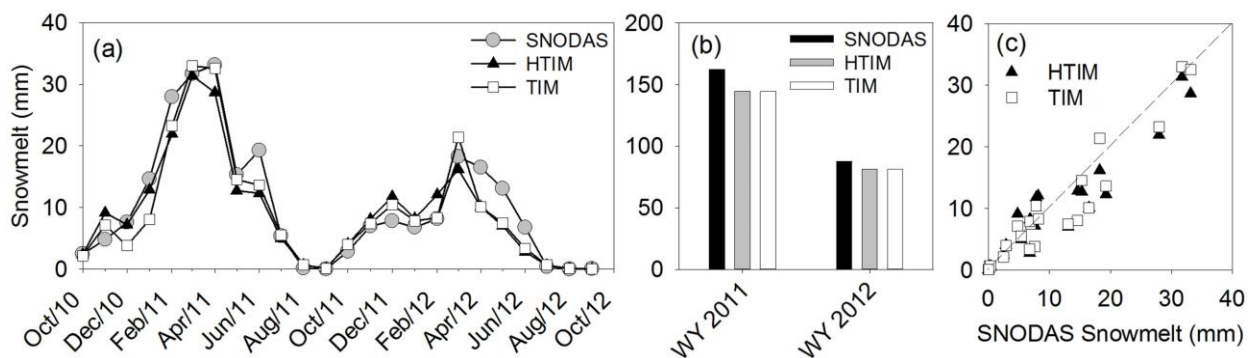 (a)
SNODAS
HTIM
TIM
Snowmelt (mm)
40
30
20
10
0
Oct/10
Dec/10
Feb/11
Apr/11
Jun/11
Aug/11
Oct/11
Dec/11
Feb/12
Apr/12
Jun/12
Aug/12
Oct/12
(b)
SNODAS
HTIM
TIM
200
150
100
50
0
WY 2011
WY 2012
(c)
HTIM
TIM
40
30
20
10
0
0 10 20 30 40
SNODAS Snowmelt (mm)